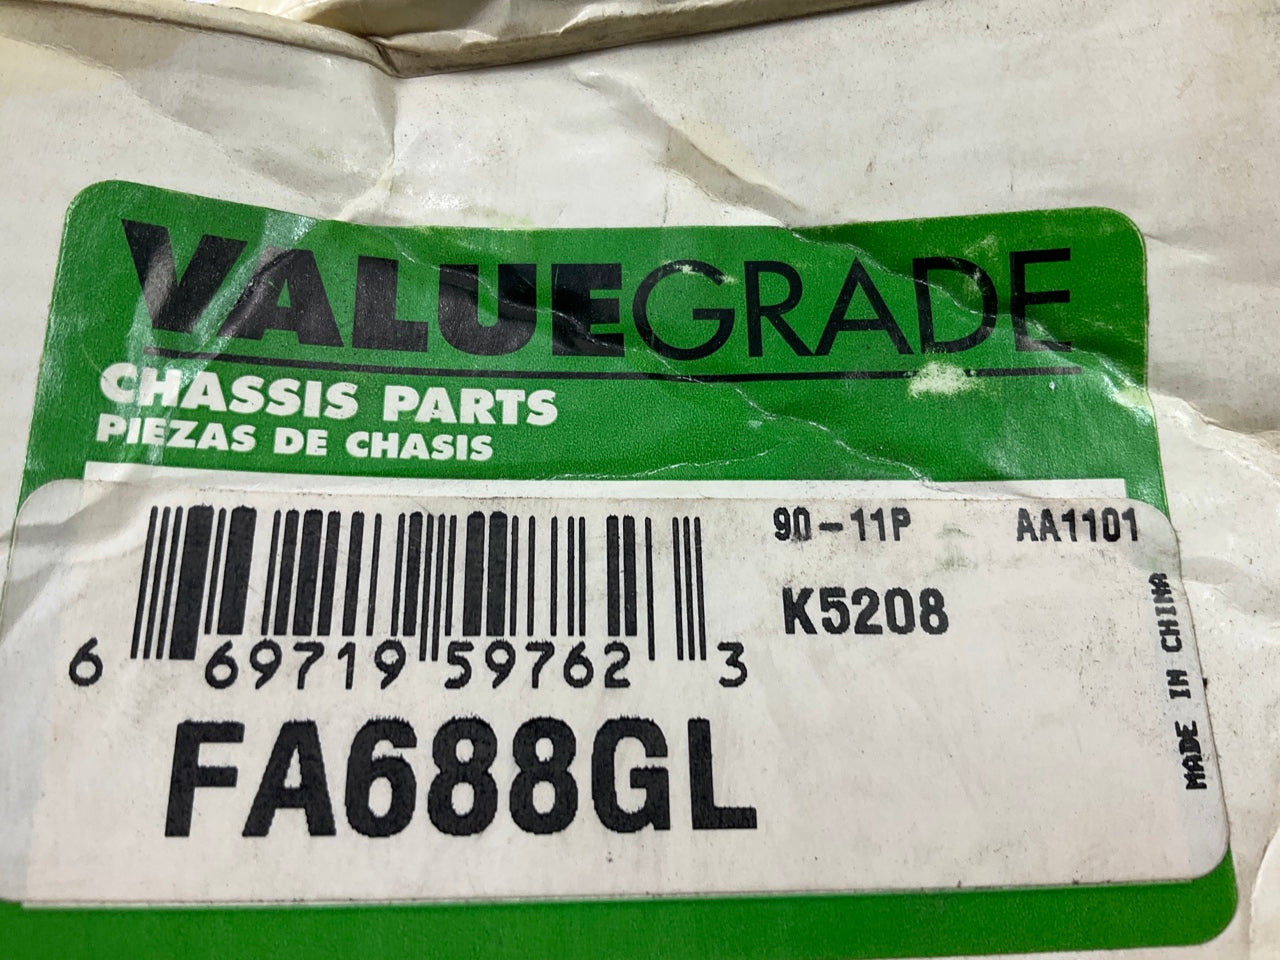 VALUEGRADE
CHASSIS PARTS
PIEZAS DE CHASIS
90-11P AA1101
K5208
6 69719 59762 3
FA688GL
MADE IN CHINA